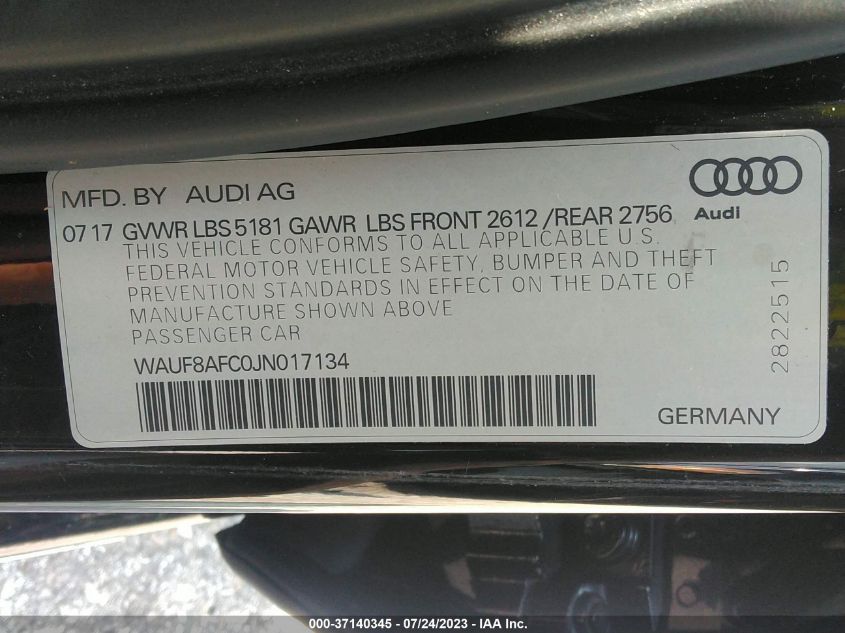 MFD. BY AUDI AG
Audi
07 17 GVWR LBS 5181 GAWR LBS FRONT 2612 /REAR 2756
THIS VEHICLE CONFORMS TO ALL APPLICABLE U.S.
FEDERAL MOTOR VEHICLE SAFETY, BUMPER AND THEFT
PREVENTION STANDARDS IN EFFECT ON THE DATE OF
MANUFACTURE SHOWN ABOVE
PASSENGER CAR
2822515
WAUF8AFC0JN017134
GERMANY
000-37140345 - 07/24/2023 - IAA Inc.